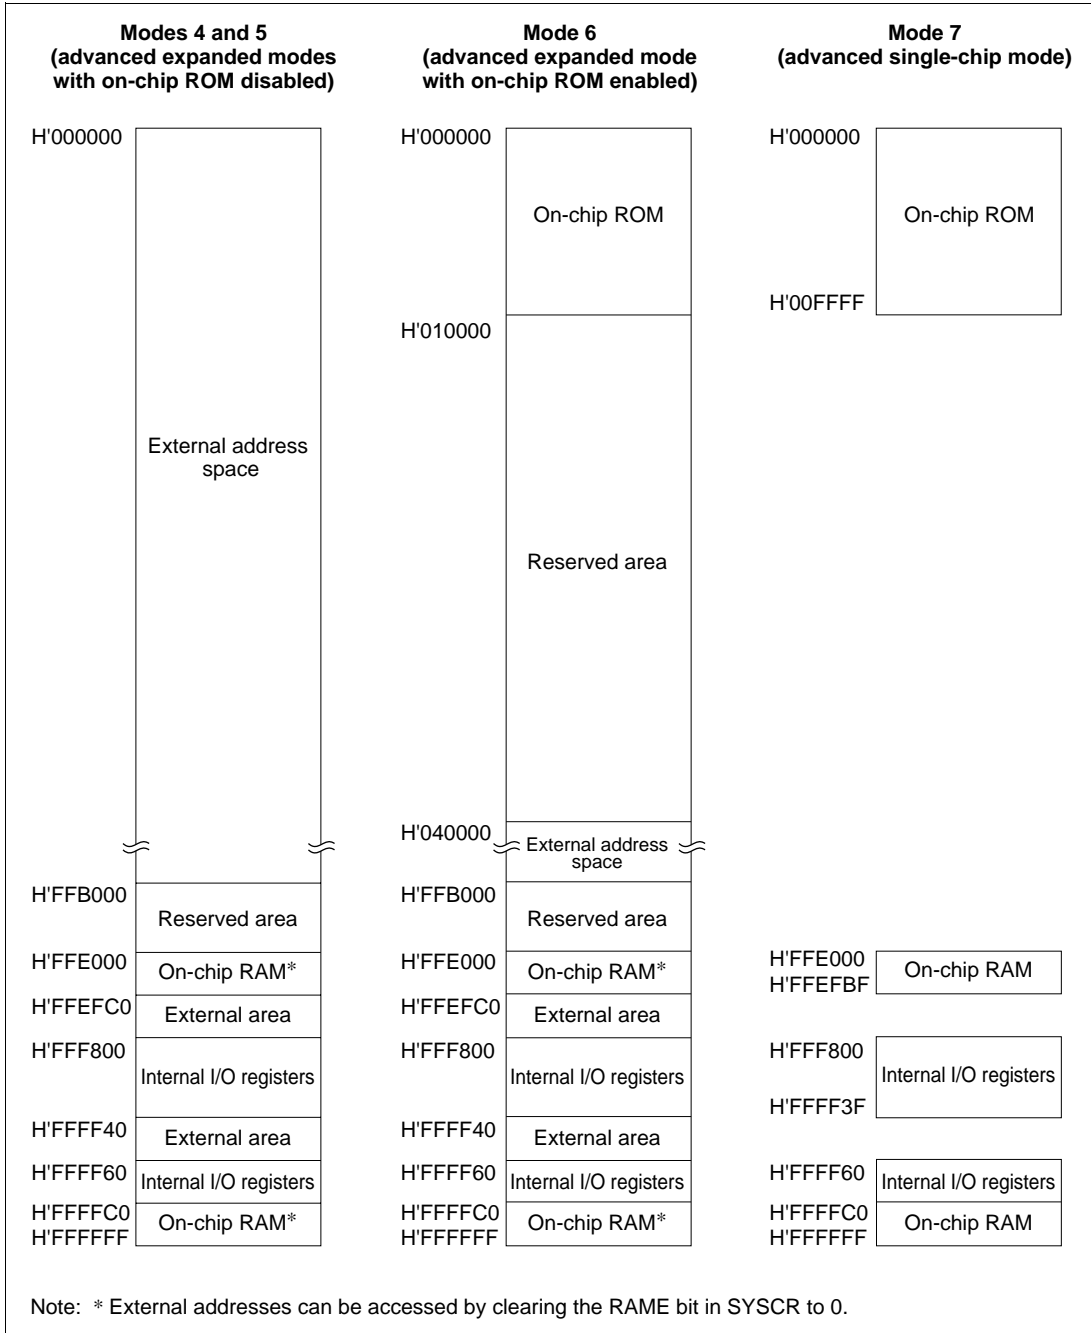 Modes 4 and 5
(advanced expanded modes
with on-chip ROM disabled)
H'000000
External address
space
H'FFB000
Reserved area
H'FFE000
On-chip RAM*
H'FFEFC0
External area
H'FFF800
Internal I/O registers
H'FFFF40
External area
H'FFFF60
Internal I/O registers
H'FFFFC0
On-chip RAM*
H'FFFFFF
Mode 6
(advanced expanded mode
with on-chip ROM enabled)
H'000000
On-chip ROM
H'010000
Reserved area
H'040000
External address
space
H'FFB000
Reserved area
H'FFE000
On-chip RAM*
H'FFEFC0
External area
H'FFF800
Internal I/O registers
H'FFFF40
External area
H'FFFF60
Internal I/O registers
H'FFFFC0
On-chip RAM*
H'FFFFFF
Mode 7
(advanced single-chip mode)
H'000000
On-chip ROM
H'00FFFF
H'FFE000
On-chip RAM
H'FFEFBF
H'FFF800
Internal I/O registers
H'FFFF3F
H'FFFF60
Internal I/O registers
H'FFFFC0
On-chip RAM
H'FFFFFF
Note: * External addresses can be accessed by clearing the RAME bit in SYSCR to 0.